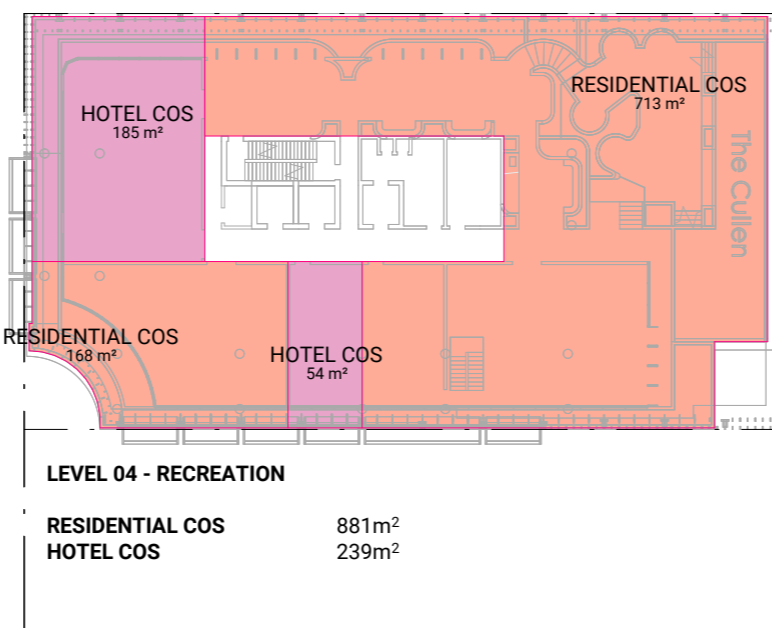 HOTEL COS
185 m²
RESIDENTIAL COS
713 m²
The Cullen
RESIDENTIAL COS
168 m²
HOTEL COS
54 m²
LEVEL 04 - RECREATION
RESIDENTIAL COS 881m²
HOTEL COS 239m²